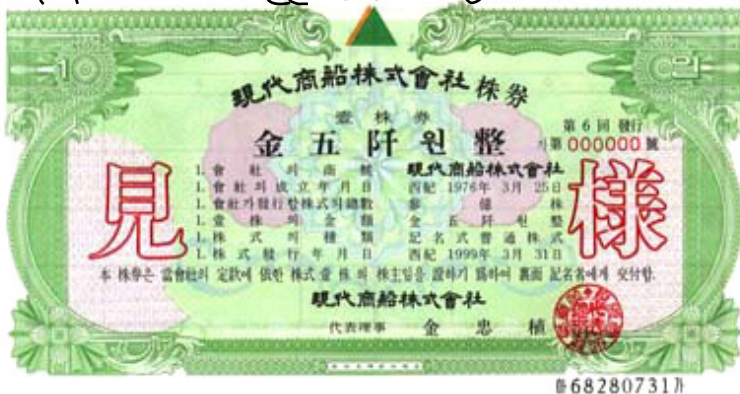 現代商船株式會社 株券
壹株券
金五阡원整
第6回 發行
第 000000 號
見 樣
1. 會社의 商號 現代商船株式會社
1. 會社의 成立年月日 西紀 1976年 3月 25日
1. 會社가 發行할 株式의 總數 參億株
1. 壹株의 金額 金五阡원整
1. 株式의 種類 記名式普通株式
1. 株式發行年月日 西紀 1999年 3月 31日
本 株券은 當會社의 定款에 依한 株式 壹株의 株主임을 證하기 爲하여 裏面 記名者에게 交付함.
現代商船株式會社
代表理事 金忠植
68280731